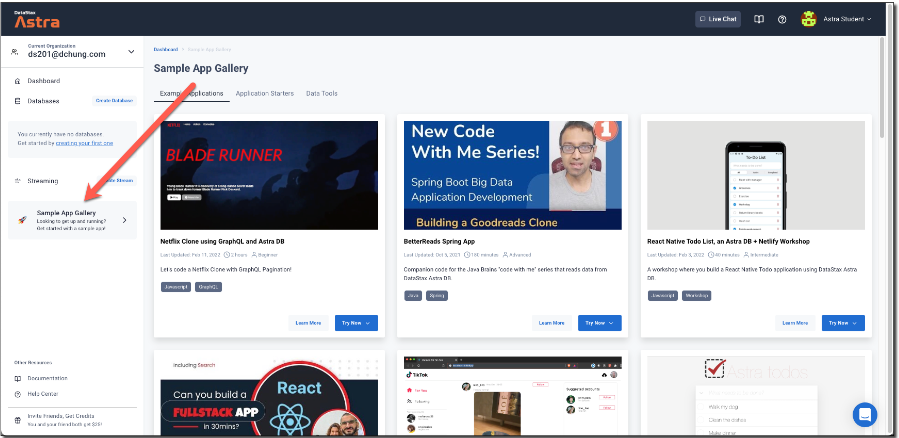 DataStax
Astra
Live Chat
Astra Student
Current Organization
ds201@dchung.com
Dashboard
Databases
Create Database
You currently have no databases.
Get started by creating your first one
Streaming
Stream
Sample App Gallery
Looking to get up and running?
Get started with a sample app!
Other Resources
Documentation
Help Center
Invite Friends, Get Credits
You and your friend both get $25!
Dashboard > Sample App Gallery
Sample App Gallery
Application Starters
Data Tools
BLADE RUNNER
Netflix Clone using GraphQL and Astra DB
Last Updated: Feb 11, 2022
2 hours
Beginner
Let's code a Netflix Clone with GraphQL Pagination!
Javascript
GraphQL
Learn More
Try Now
New Code
With Me Series!
1
Spring Boot Big Data
Application Development
Building a Goodreads Clone
BetterReads Spring App
Last Updated: Oct 5, 2021
180 minutes
Advanced
Companion code for the Java Brains "code with me" series that reads data from
DataStax Astra DB
Java
Spring
Learn More
Try Now
To-Do List
React Native Todo List, an Astra DB + Netlify Workshop
Last Updated: Feb 3, 2022
40 minutes
Intermediate
A workshop where you build a React Native Todo application using DataStax Astra
DB.
Javascript
Workshop
Learn More
Try Now
Including Search
Can you build a
FULLSTACK APP
in 30mins?
React
TikTok
Suggested accounts
Astra todos
Walk my dog
Clean the dishes